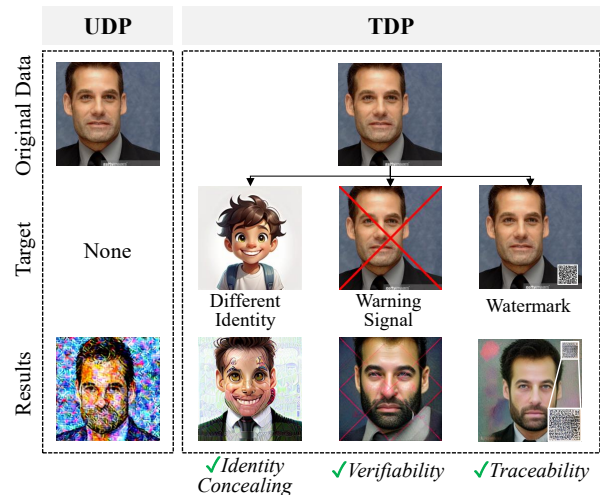 UDP
TDP
Original Data
Target
None
Different
Identity
Warning
Signal
Watermark
Results
✓Identity
Concealing
✓Verifiability
✓Traceability